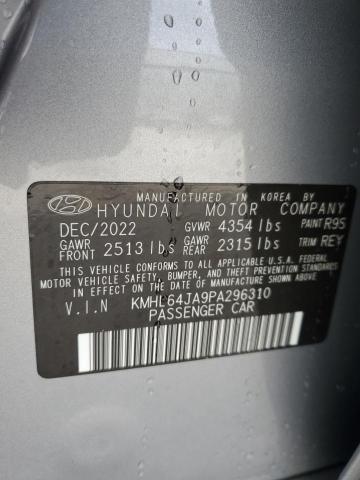 MANUFACTURED IN KOREA BY
HYUNDAI MOTOR COMPANY
DEC/2022 GVWR 4354 lbs PAINT R9S
GAWR FRONT 2513 lbs GAWR REAR 2315 lbs TRIM REY
THIS VEHICLE CONFORMS TO ALL APPLICABLE U.S.A. FEDERAL
MOTOR VEHICLE SAFETY, BUMPER, AND THEFT PREVENTION
STANDARDS IN EFFECT ON THE DATE OF MANUFACTURE SHOWN ABOVE.
V.I.N KMHL64JA9PA296310
PASSENGER CAR